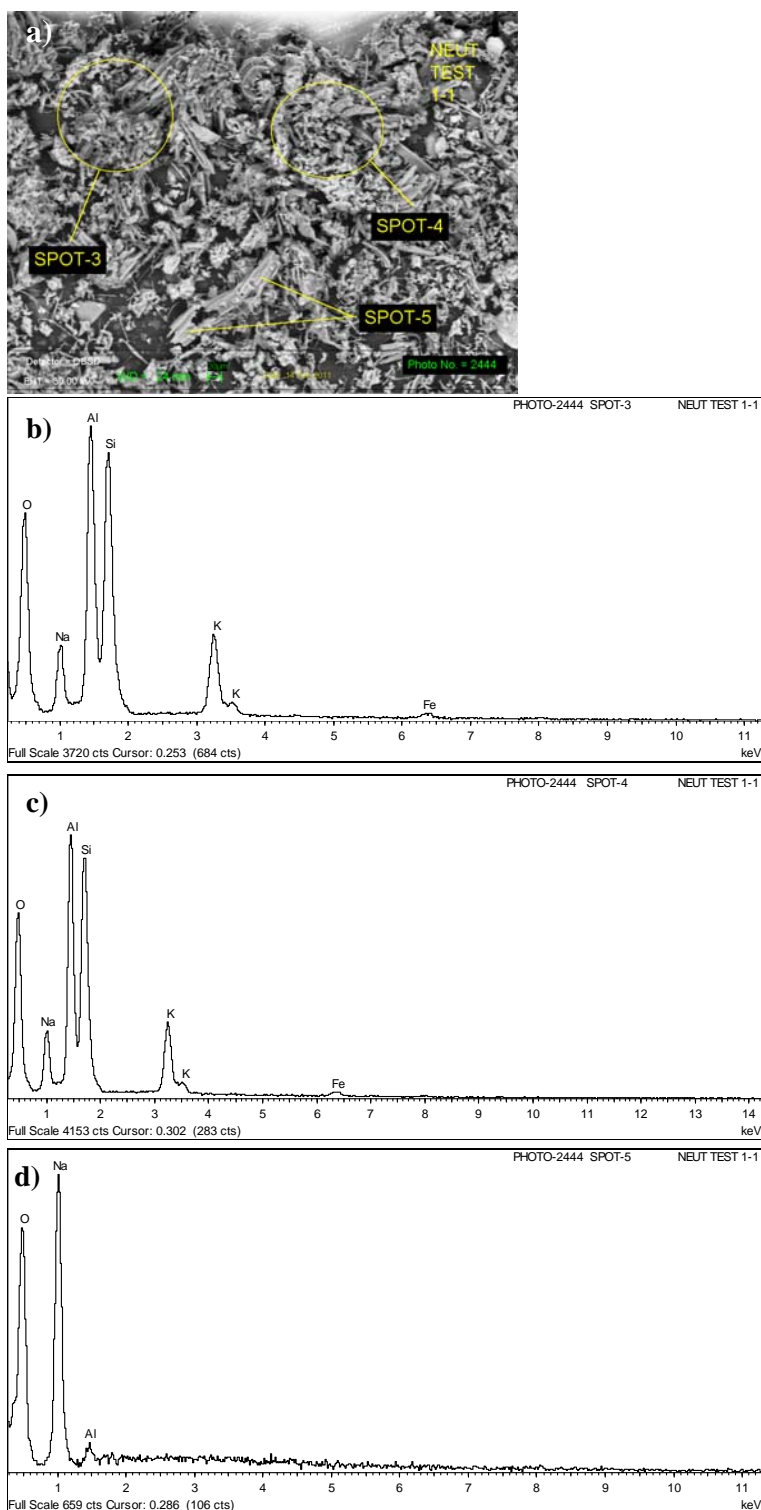 a)
NEUT
TEST
1-1
SPOT-3
SPOT-4
SPOT-5
Photo No. = 2444
b)
PHOTO-2444 SPOT-3 NEUT TEST 1-1
Al
Si
O
Na
K
K
Fe
1 2 3 4 5 6 7 8 9 10 11
Full Scale 3720 cts Cursor: 0.253 (684 cts) keV
c)
PHOTO-2444 SPOT-4 NEUT TEST 1-1
Al
Si
O
Na
K
K
Fe
1 2 3 4 5 6 7 8 9 10 11 12 13 14
Full Scale 4153 cts Cursor: 0.302 (283 cts) keV
d)
PHOTO-2444 SPOT-5 NEUT TEST 1-1
Na
O
Al
1 2 3 4 5 6 7 8 9 10 11
Full Scale 659 cts Cursor: 0.286 (106 cts) keV